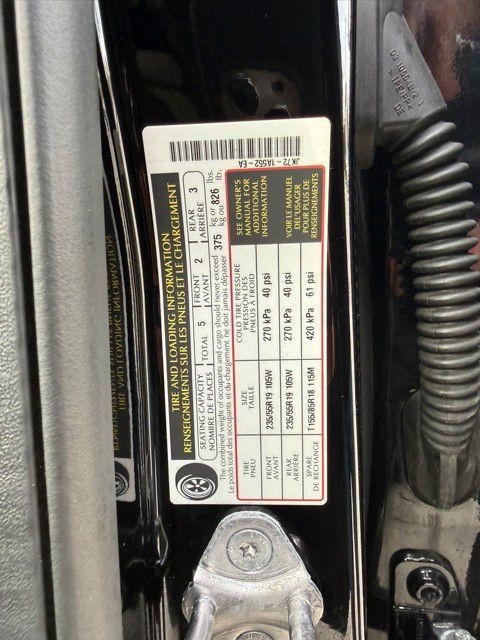 JK72-1A552-EA
TIRE AND LOADING INFORMATION
RENSEIGNEMENTS SUR LES PNEUS ET LE CHARGEMENT
SEATING CAPACITY TOTAL 5 FRONT 2 REAR 3
NOMBRE DE PLACES AVANT ARRIÈRE
The combined weight of occupants and cargo should never exceed 375 kg or 826 lbs.
Le poids total des occupants et du chargement ne doit jamais dépasser kg ou lb.
TIRE SIZE COLD TIRE PRESSURE
PNEU TAILLE PRESSION DES
PNEUS À FROID
FRONT 235/55R19 105W 270 kPa 40 psi
AVANT
REAR 235/55R19 105W 270 kPa 40 psi
ARRIÈRE
SPARE T155/85R18 115M 420 kPa 61 psi
DE RECHANGE
SEE OWNER'S
MANUAL FOR
ADDITIONAL
INFORMATION
VOIR LE MANUEL
DE L'USAGER
POUR PLUS DE
RENSEIGNEMENTS